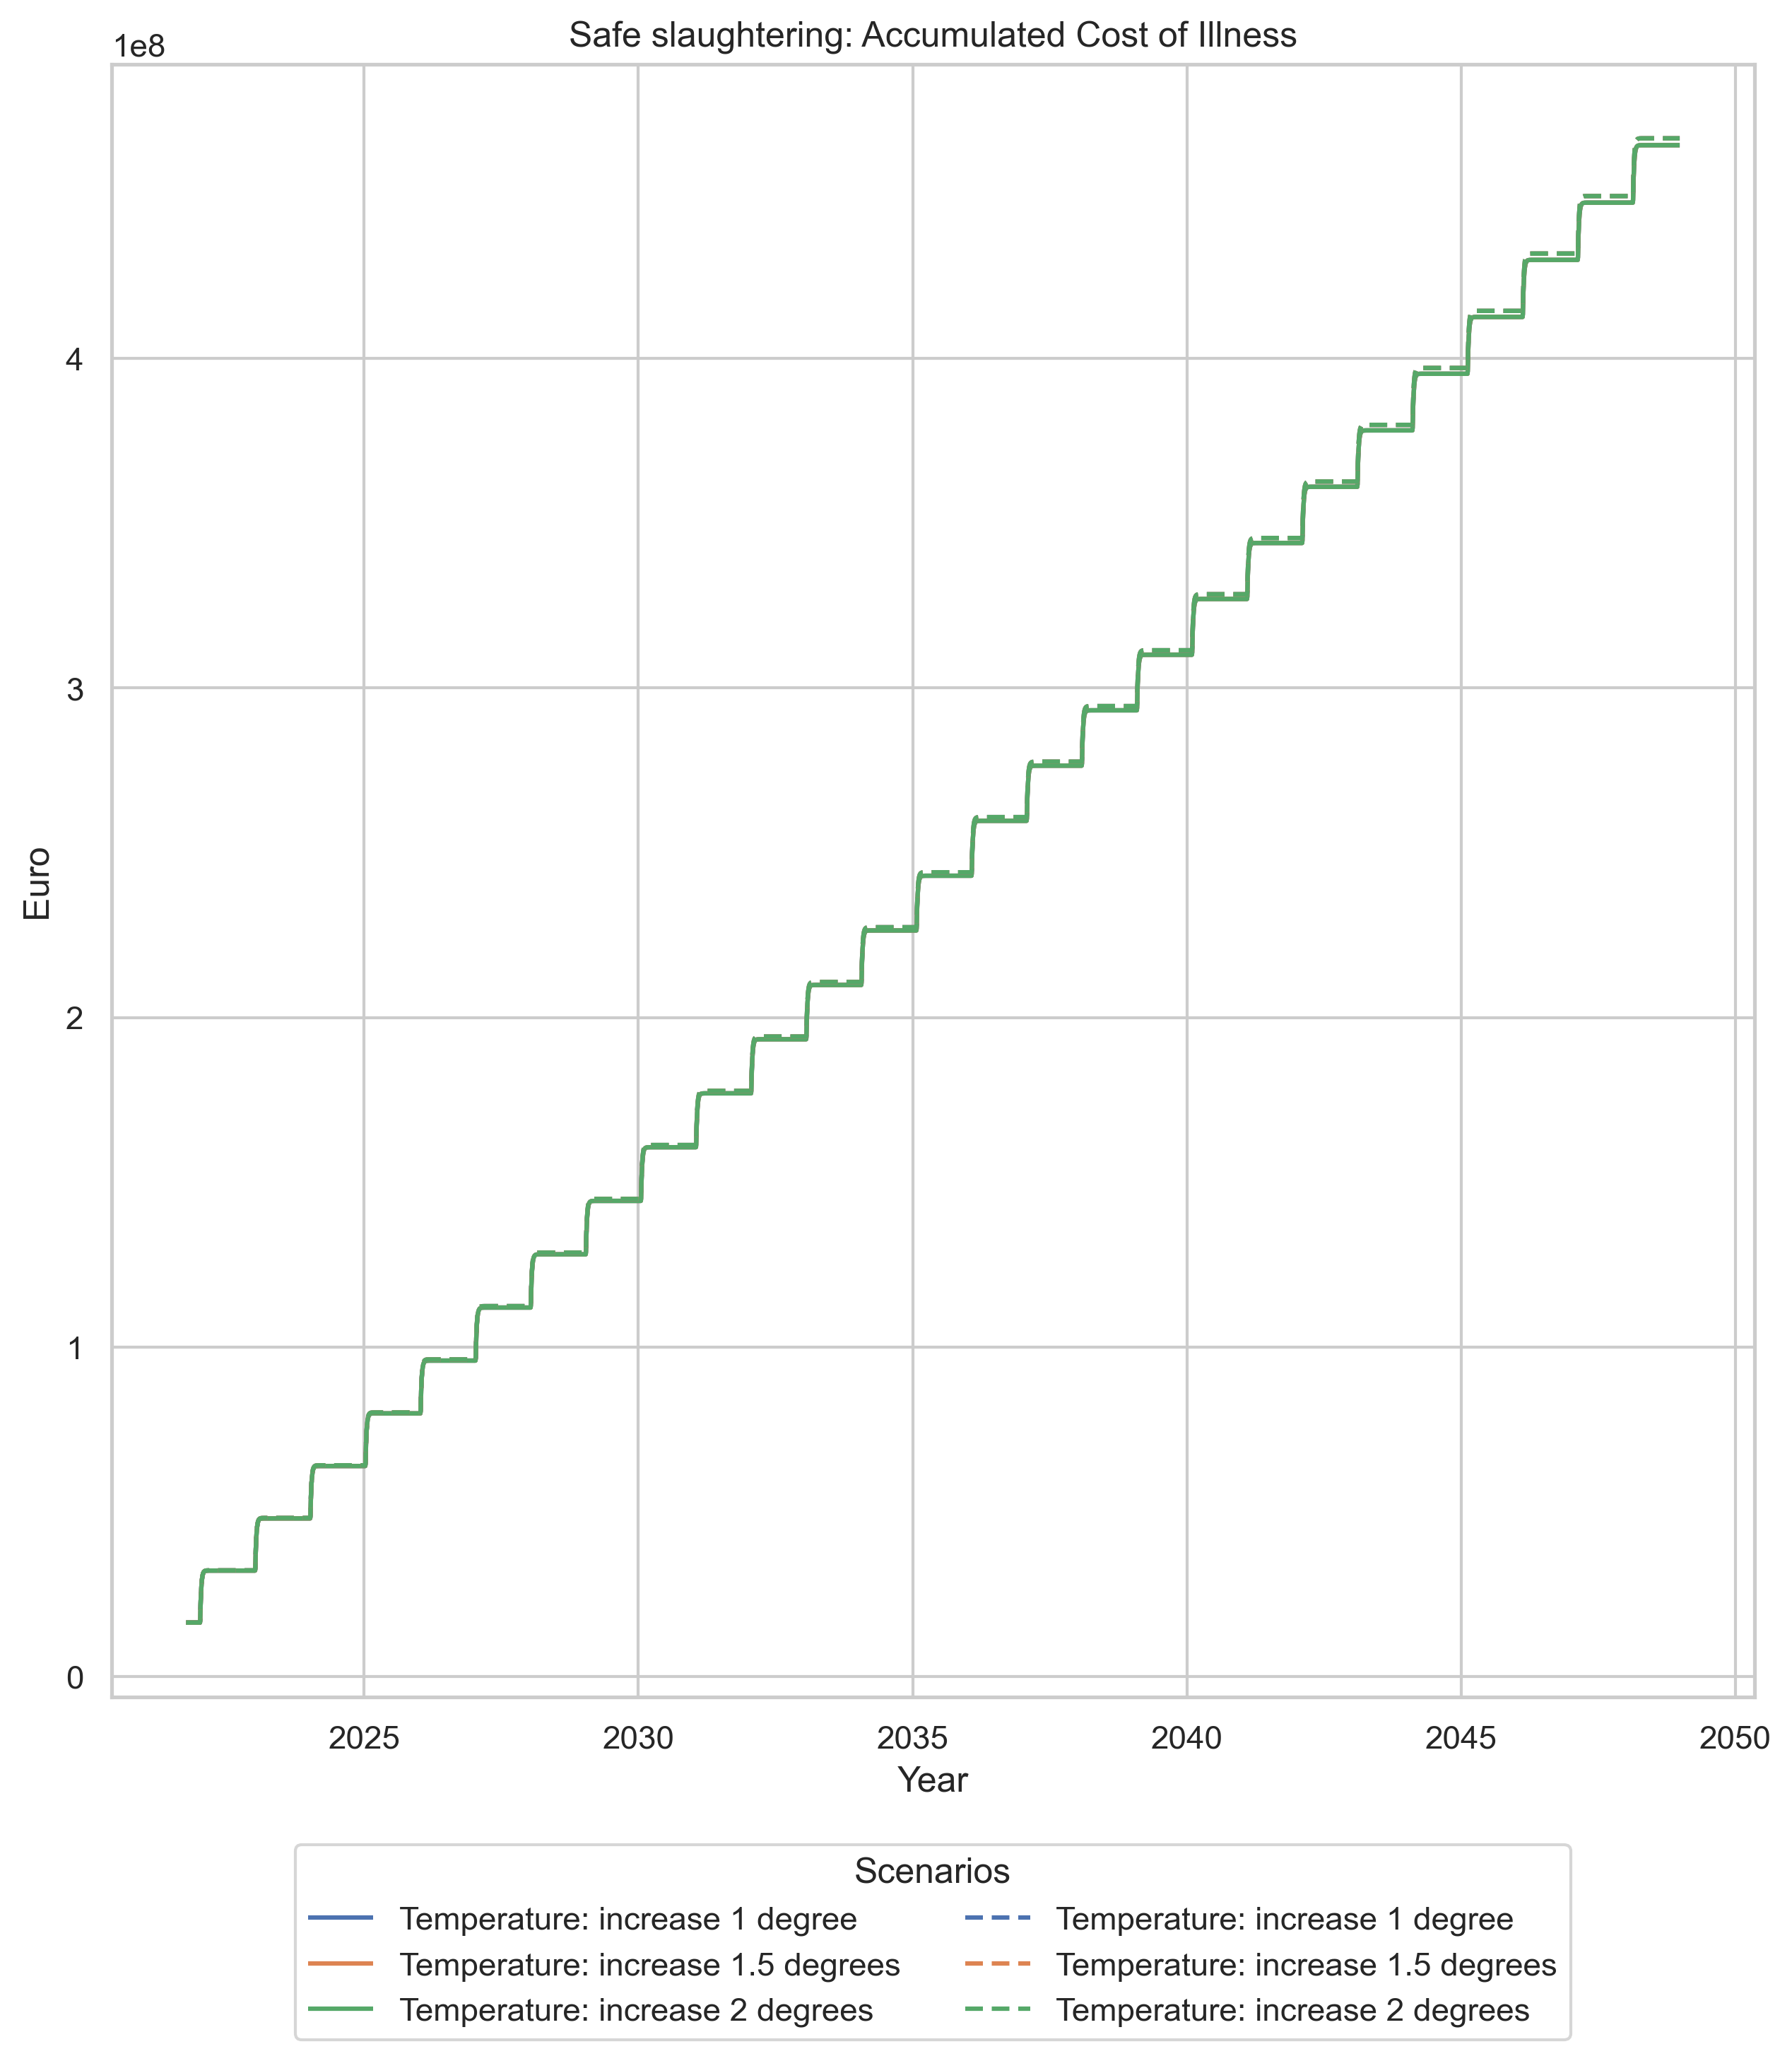 Safe slaughtering: Accumulated Cost of Illness
1e8
4
3
2
1
0
Euro
2025 2030 2035 2040 2045 2050
Year
Scenarios
Temperature: increase 1 degree Temperature: increase 1 degree
Temperature: increase 1.5 degrees Temperature: increase 1.5 degrees
Temperature: increase 2 degrees Temperature: increase 2 degrees